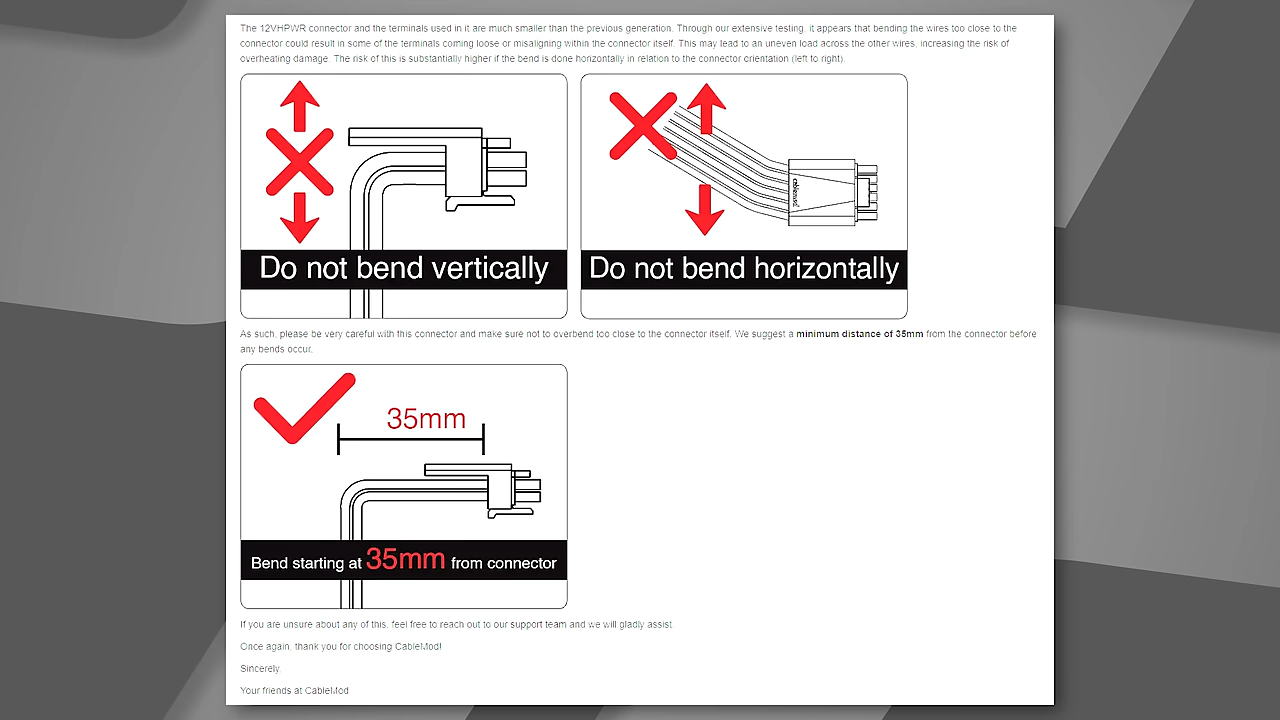 The 12VHPWR connector and the terminals used in it are much smaller than the previous generation. Through our extensive testing, it appears that bending the wires too close to the
connector could result in some of the terminals coming loose or misaligning within the connector itself. This may lead to an uneven load across the other wires, increasing the risk of
overheating damage. The risk of this is substantially higher if the bend is done horizontally in relation to the connector orientation (left to right).
Do not bend vertically
cablemod
Do not bend horizontally
As such, please be very careful with this connector and make sure not to overbend too close to the connector itself. We suggest a minimum distance of 35mm from the connector before
any bends occur.
35mm
Bend starting at 35mm from connector
If you are unsure about any of this, feel free to reach out to our support team and we will gladly assist.
Once again, thank you for choosing CableMod!
Sincerely,
Your friends at CableMod